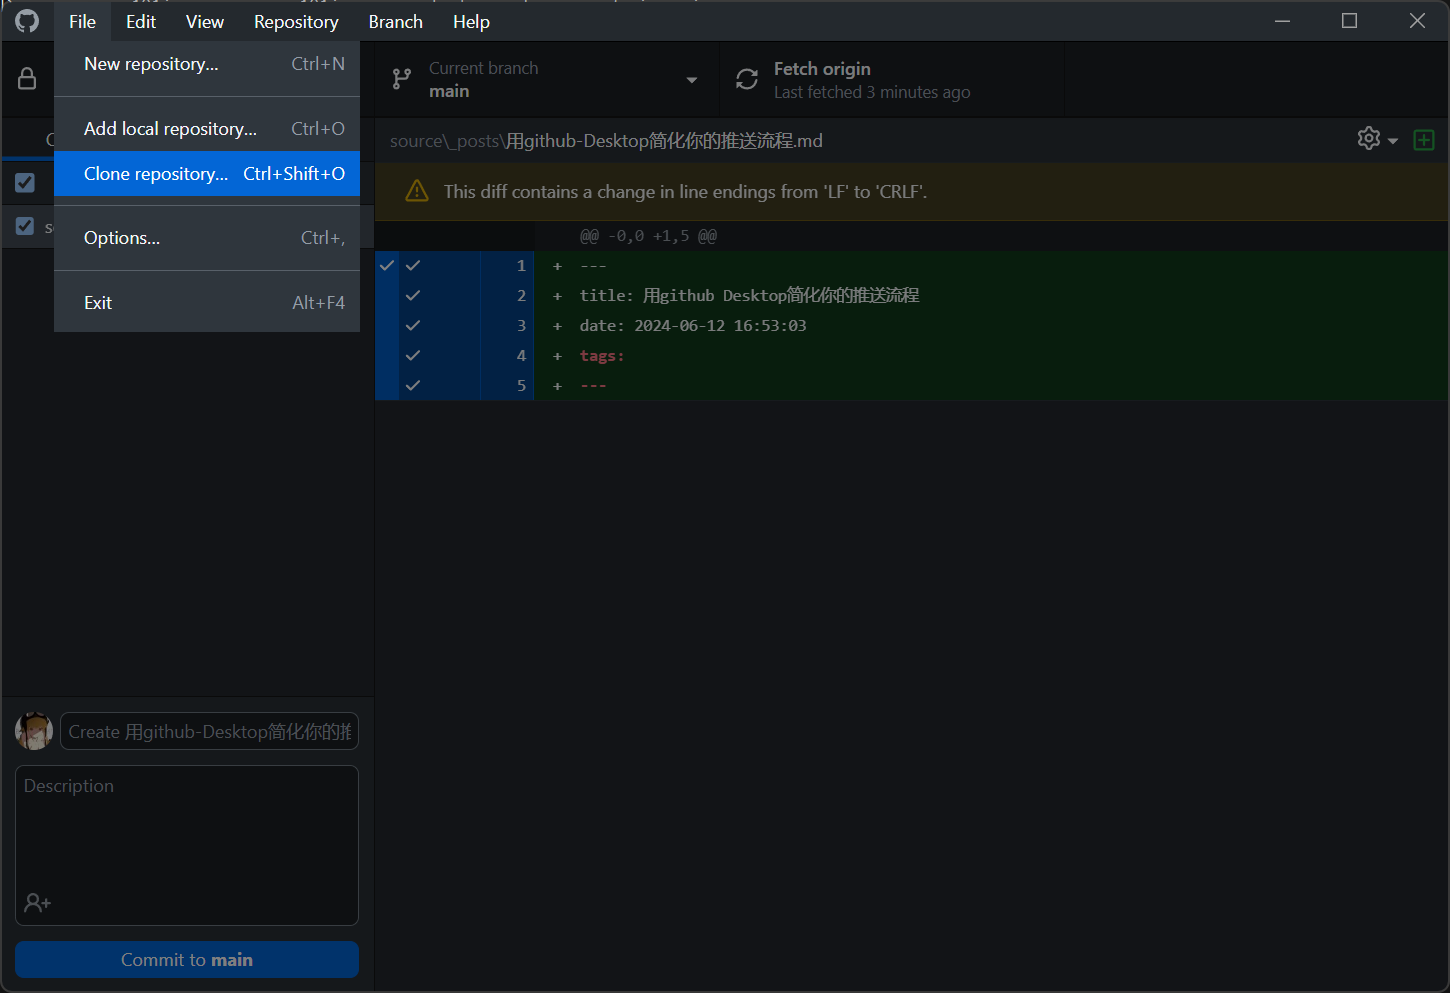 File Edit View Repository Branch Help
New repository... Ctrl+N
Add local repository... Ctrl+O
Clone repository... Ctrl+Shift+O
Options... Ctrl+,
Exit Alt+F4
Current branch
main
Fetch origin
Last fetched 3 minutes ago
source\_posts\用github-Desktop简化你的推送流程.md
This diff contains a change in line endings from 'LF' to 'CRLF'.
@@ -0,0 +1,5 @@
1 + ---
2 + title: 用github Desktop简化你的推送流程
3 + date: 2024-06-12 16:53:03
4 + tags:
5 + ---
Create 用github-Desktop简化你的推
Description
Commit to main